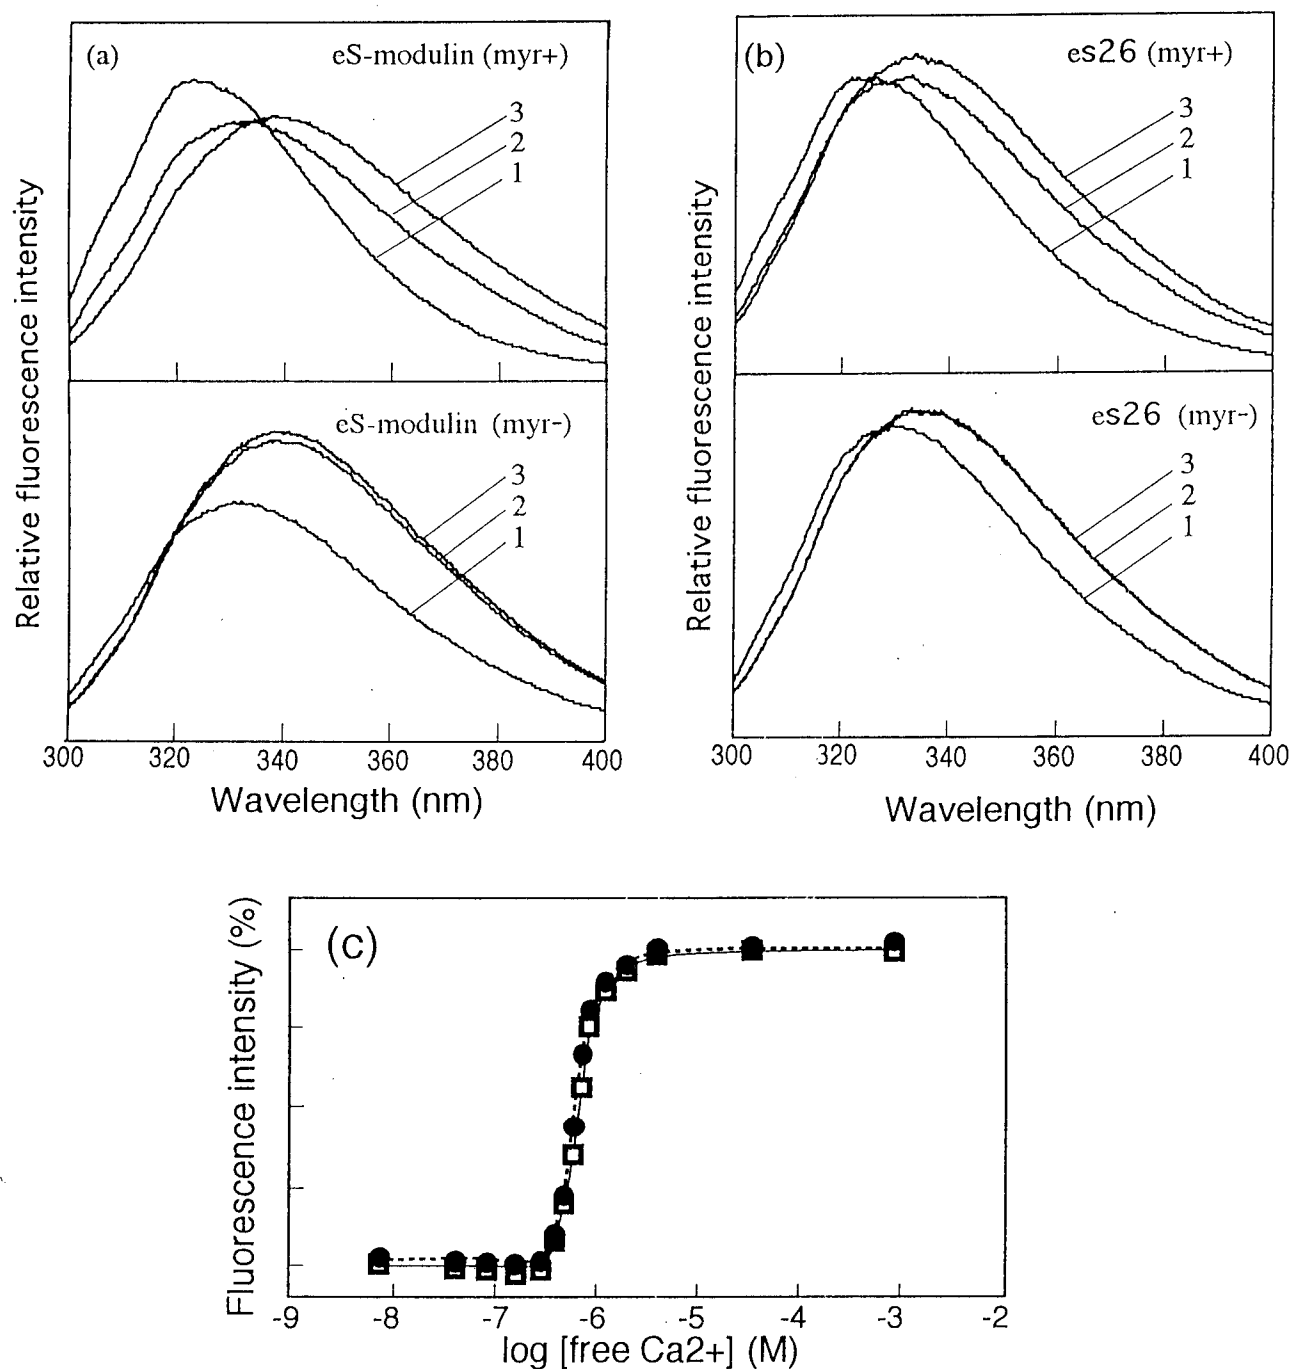 (a)
eS-modulin (myr+)
3
2
1
eS-modulin (myr-)
3
2
1
Relative fluorescence intensity
300 320 340 360 380 400
Wavelength (nm)
(b)
es26 (myr+)
3
2
1
es26 (myr-)
3
2
1
Relative fluorescence intensity
300 320 340 360 380 400
Wavelength (nm)
(c)
Fluorescence intensity (%)
-9 -8 -7 -6 -5 -4 -3 -2
log [free Ca2+] (M)